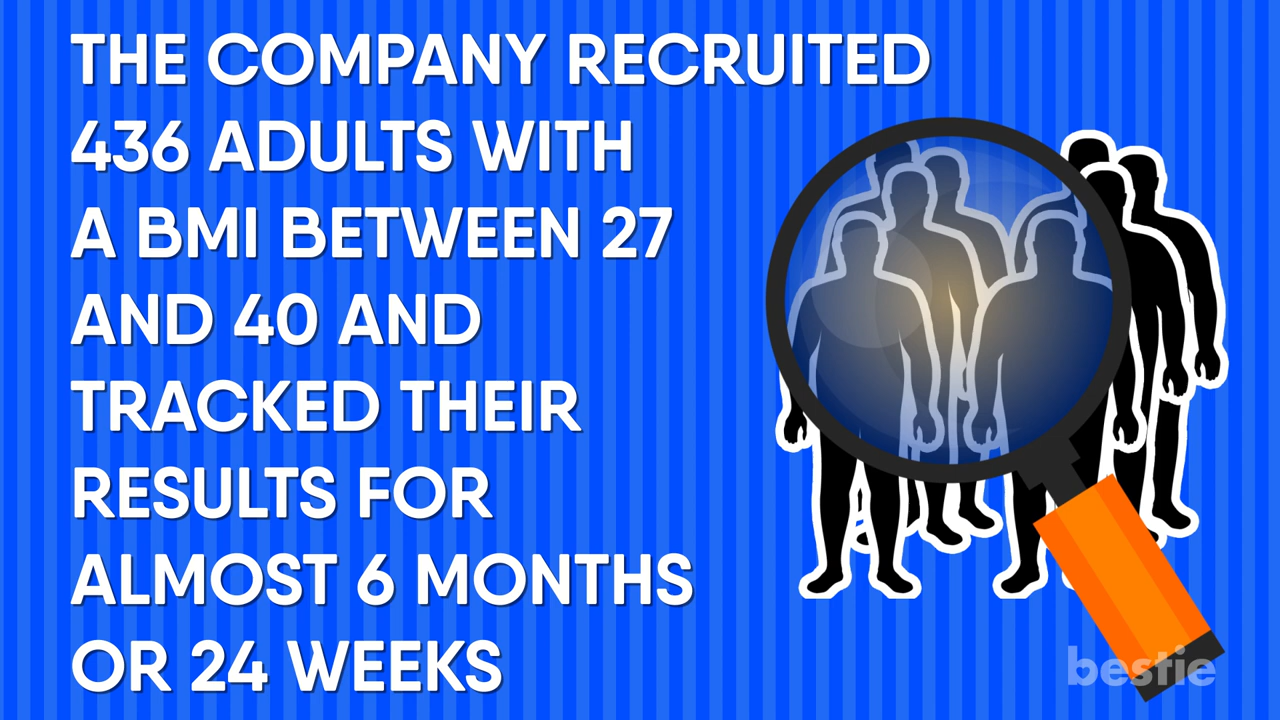 THE COMPANY RECRUITED
436 ADULTS WITH
A BMI BETWEEN 27
AND 40 AND
TRACKED THEIR
RESULTS FOR
ALMOST 6 MONTHS
OR 24 WEEKS
bestie